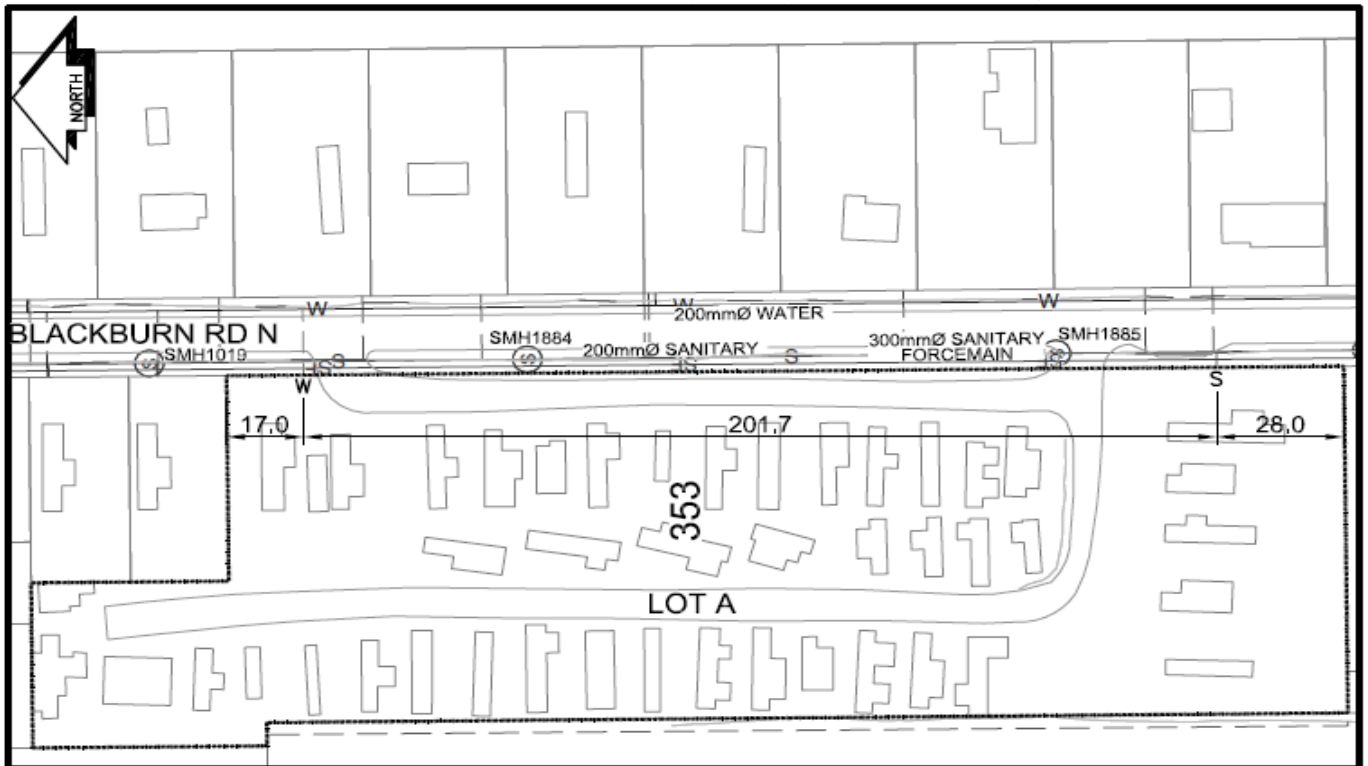 NORTH
W
W
W
200mmØ WATER
BLACKBURN RD N
SMH1884
300mmØ SANITARY
SMH1885
SMH1019
S
200mmØ SANITARY
S
FORCEMAIN
S
S
S
S
S
S
W
S
17.0
201.7
28.0
353
LOT A